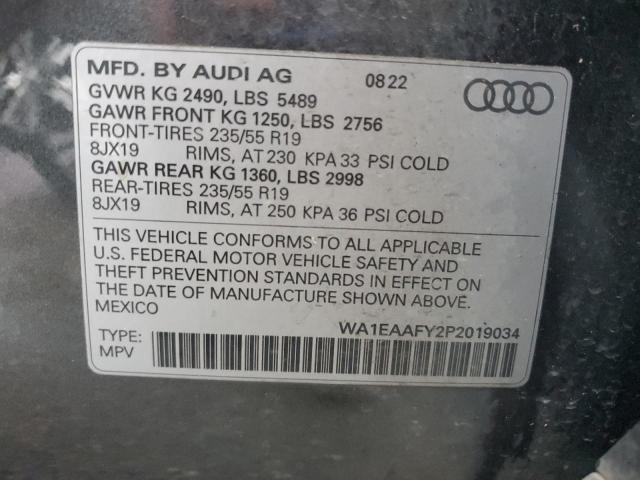 MFD. BY AUDI AG 08 22
GVWR KG 2490, LBS 5489
GAWR FRONT KG 1250, LBS 2756
FRONT-TIRES 235/55 R19
8JX19 RIMS, AT 230 KPA 33 PSI COLD
GAWR REAR KG 1360, LBS 2998
REAR-TIRES 235/55 R19
8JX19 RIMS, AT 250 KPA 36 PSI COLD
THIS VEHICLE CONFORMS TO ALL APPLICABLE
U.S. FEDERAL MOTOR VEHICLE SAFETY AND
THEFT PREVENTION STANDARDS IN EFFECT ON
THE DATE OF MANUFACTURE SHOWN ABOVE.
MEXICO
WA1EAAFY2P2019034
TYPE:
MPV